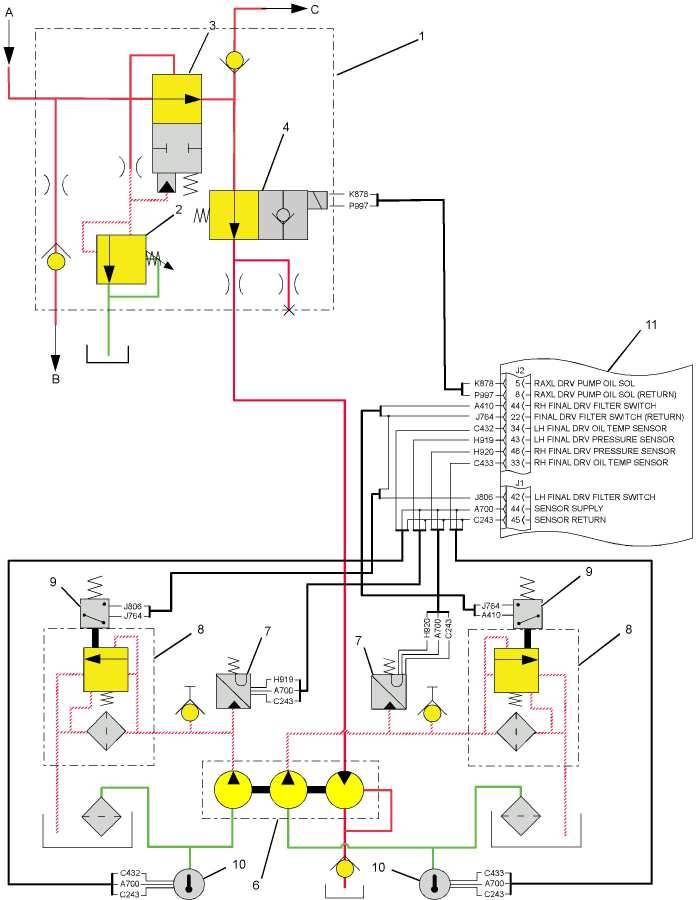 A
C
3
1
4
K878
P997
2
B
11
J2
K878 5 RAXL DRV PUMP OIL SOL
P997 8 RAXL DRV PUMP OIL SOL (RETURN)
A410 44 RH FINAL DRV FILTER SWITCH
J764 22 FINAL DRV FILTER SWITCH (RETURN)
C432 34 LH FINAL DRV OIL TEMP SENSOR
H919 43 LH FINAL DRV PRESSURE SENSOR
H920 46 RH FINAL DRV PRESSURE SENSOR
C433 33 RH FINAL DRV OIL TEMP SENSOR
J1
J806 42 LH FINAL DRV FILTER SWITCH
A700 44 SENSOR SUPPLY
C243 45 SENSOR RETURN
9
J806
J764
8
7
H919
A700
C243
7
H920
A700
C243
J764
A410
9
8
6
C432
A700
C243
10
10
C433
A700
C243